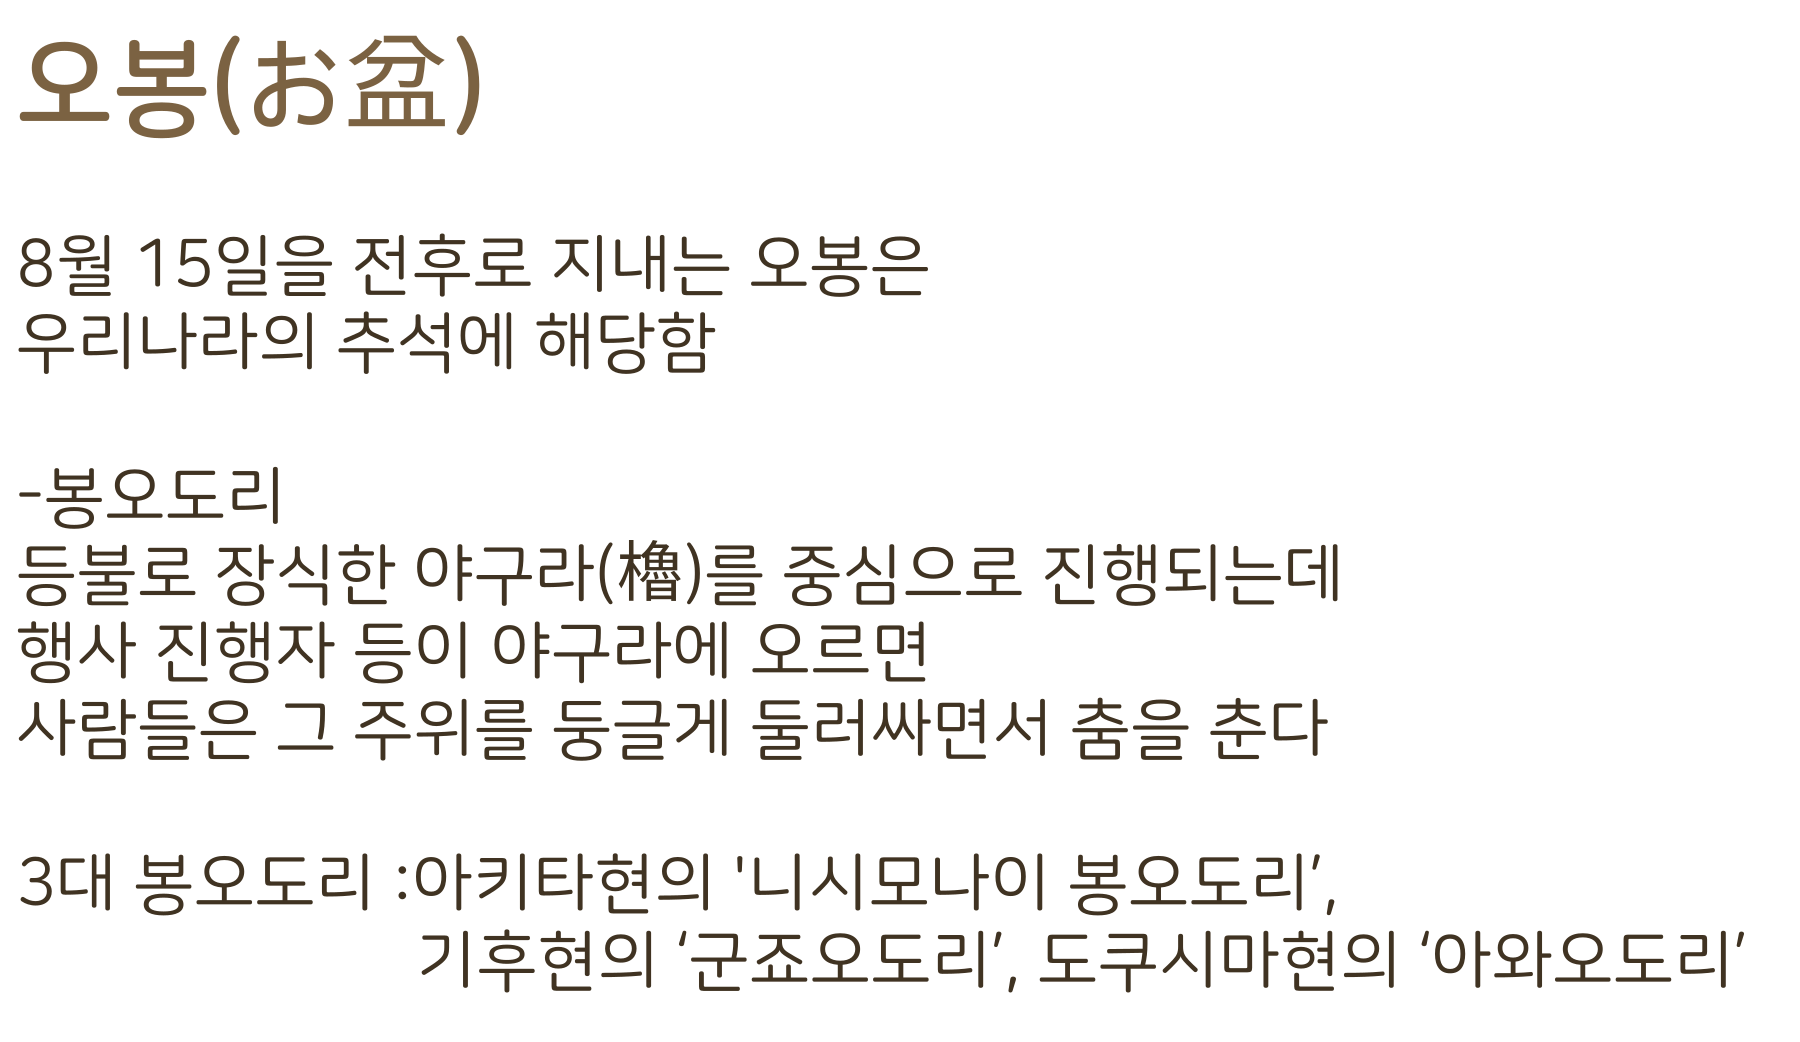 오봉(お盆)
8월 15일을 전후로 지내는 오봉은
우리나라의 추석에 해당함
-봉오도리
등불로 장식한 야구라(櫓)를 중심으로 진행되는데
행사 진행자 등이 야구라에 오르면
사람들은 그 주위를 둥글게 둘러싸면서 춤을 춘다
3대 봉오도리 :아키타현의 '니시모나이 봉오도리’,
기후현의 ‘군죠오도리’, 도쿠시마현의 ‘아와오도리’